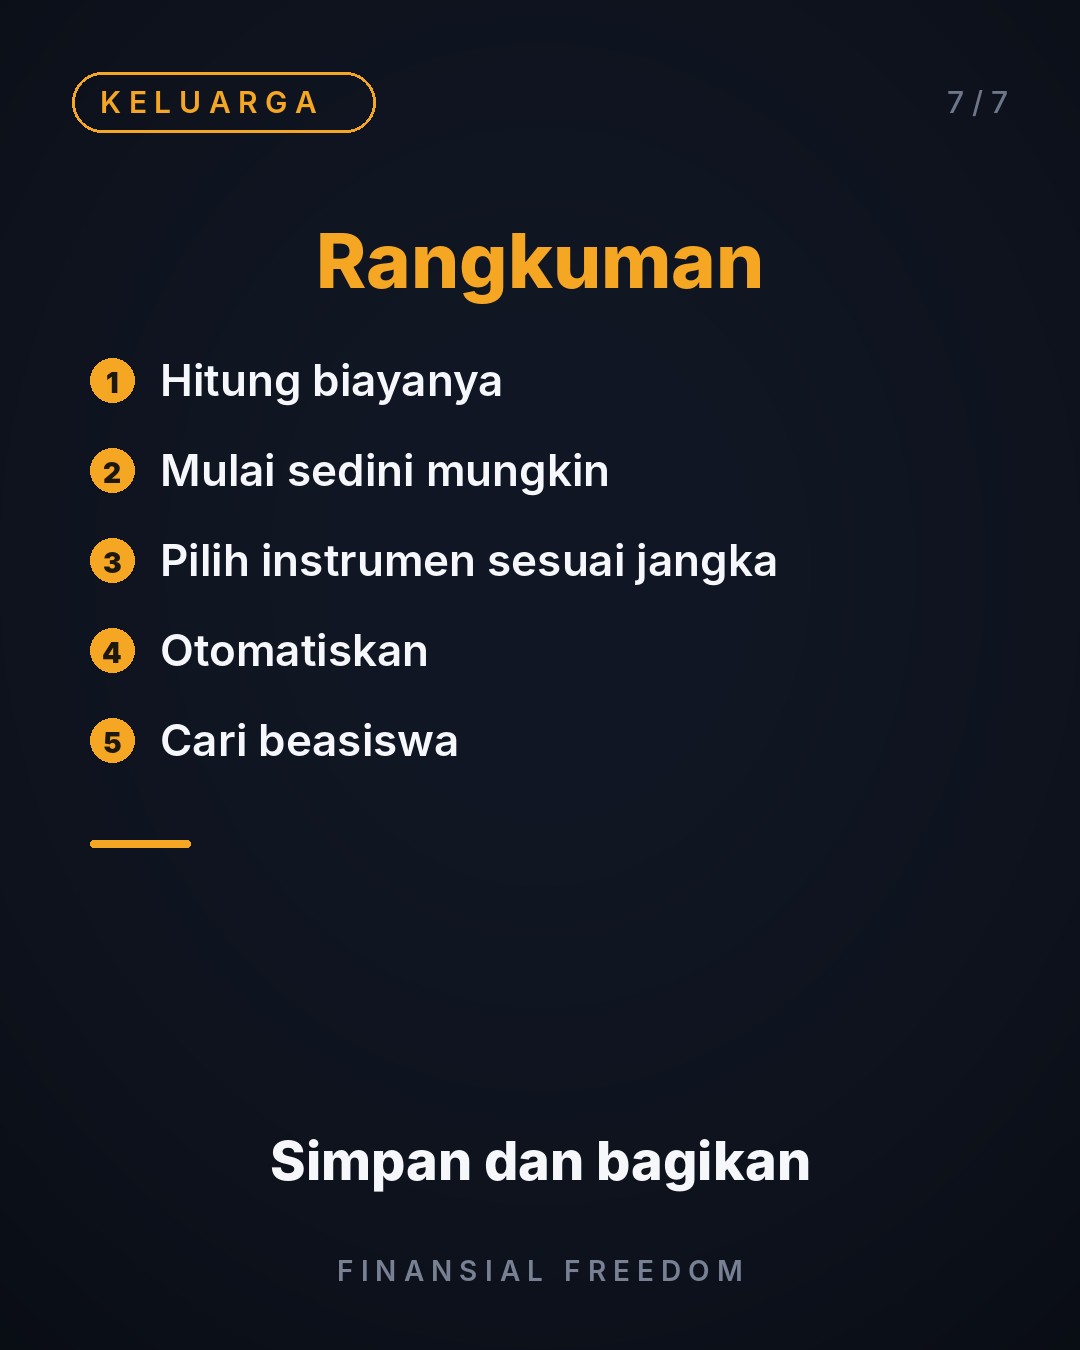 KELUARGA
7/7
Rangkuman
1 Hitung biayanya
2 Mulai sedini mungkin
3 Pilih instrumen sesuai jangka
4 Otomatiskan
5 Cari beasiswa
Simpan dan bagikan
FINANSIAL FREEDOM